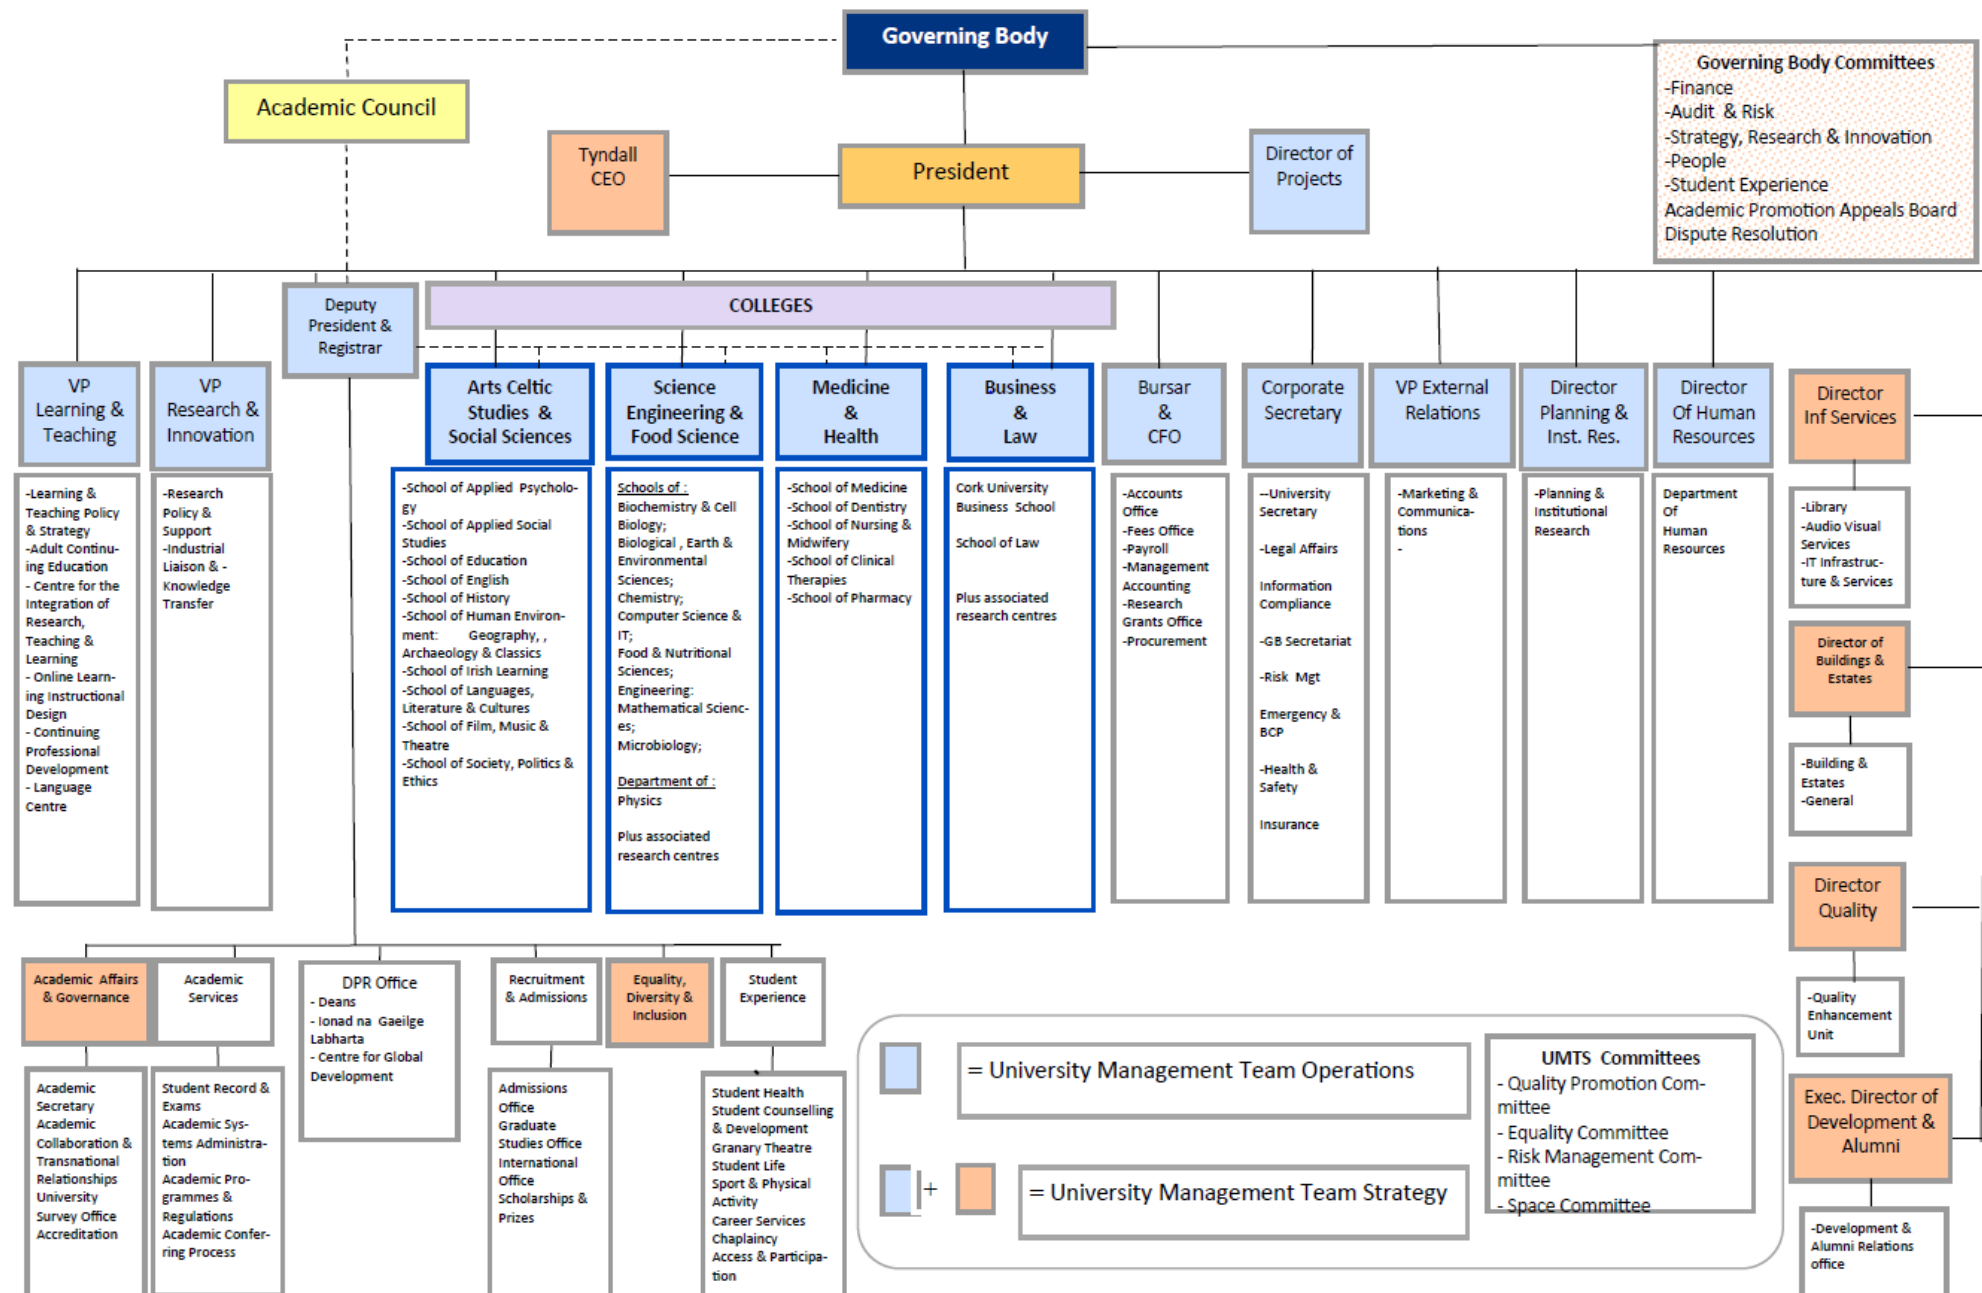 Governing Body
Governing Body Committees
-Finance
-Audit & Risk
-Strategy, Research & Innovation
-People
-Student Experience
Academic Promotion Appeals Board
Dispute Resolution
Academic Council
Tyndall
CEO
President
Director of
Projects
Deputy
President &
Registrar
COLLEGES
VP
Learning &
Teaching
-Learning &
Teaching Policy
& Strategy
-Adult Continu-
ing Education
- Centre for the
Integration of
Research,
Teaching &
Learning
- Online Learn-
ing Instructional
Design
- Continuing
Professional
Development
- Language
Centre
VP
Research &
Innovation
-Research
Policy &
Support
-Industrial
Liaison & -
Knowledge
Transfer
Arts Celtic
Studies &
Social Sciences
-School of Applied Psycholo-
gy
-School of Applied Social
Studies
-School of Education
-School of English
-School of History
-School of Human Environ-
ment: Geography, ,
Archaeology & Classics
-School of Irish Learning
-School of Languages,
Literature & Cultures
-School of Film, Music &
Theatre
-School of Society, Politics &
Ethics
Science
Engineering &
Food Science
Schools of :
Biochemistry & Cell
Biology;
Biological , Earth &
Environmental
Sciences;
Chemistry;
Computer Science &
IT;
Food & Nutritional
Sciences;
Engineering:
Mathematical Scienc-
es;
Microbiology;
Department of :
Physics
Plus associated
research centres
Medicine
&
Health
-School of Medicine
-School of Dentistry
-School of Nursing &
Midwifery
-School of Clinical
Therapies
-School of Pharmacy
Business
&
Law
Cork University
Business School
School of Law
Plus associated
research centres
Bursar
&
CFO
-Accounts
Office
-Fees Office
-Payroll
-Management
Accounting
-Research
Grants Office
-Procurement
Corporate
Secretary
--University
Secretary
-Legal Affairs
Information
Compliance
-GB Secretariat
-Risk Mgt
Emergency &
BCP
-Health &
Safety
Insurance
VP External
Relations
-Marketing &
Communica-
tions
-
Director
Planning &
Inst. Res.
-Planning &
Institutional
Research
Director
Of Human
Resources
Department
Of
Human
Resources
Director
Inf Services
-Library
-Audio Visual
Services
-IT Infrastruc-
ture & Services
Director of
Buildings &
Estates
-Building &
Estates
-General
Director
Quality
-Quality
Enhancement
Unit
Exec. Director of
Development &
Alumni
-Development &
Alumni Relations
office
Academic Affairs
& Governance
Academic
Secretary
Academic
Collaboration &
Transnational
Relationships
University
Survey Office
Accreditation
Academic
Services
Student Record &
Exams
Academic Sys-
tems Administra-
tion
Academic Pro-
grammes &
Regulations
Academic Confer-
ring Process
DPR Office
- Deans
- Ionad na Gaeilge
Labharta
- Centre for Global
Development
Recruitment
& Admissions
Admissions
Office
Graduate
Studies Office
International
Office
Scholarships &
Prizes
Equality,
Diversity &
Inclusion
Student
Experience
Student Health
Student Counselling
& Development
Granary Theatre
Student Life
Sport & Physical
Activity
Career Services
Chaplaincy
Access & Participa-
tion
= University Management Team Operations
+
= University Management Team Strategy
UMTS Committees
- Quality Promotion Com-
mittee
- Equality Committee
- Risk Management Com-
mittee
- Space Committee